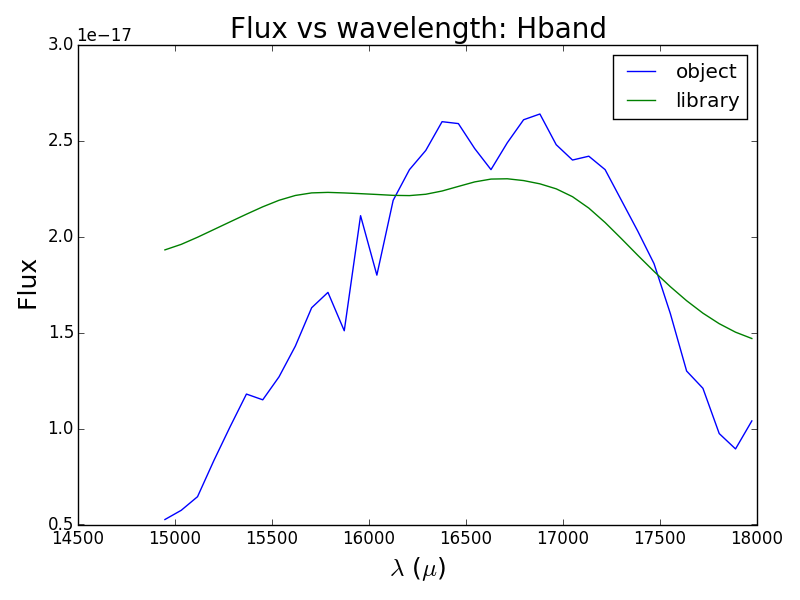 Flux vs wavelength: Hband
1e−17
3.0
2.5
2.0
1.5
1.0
0.5
Flux
object
library
14500 15000 15500 16000 16500 17000 17500 18000
λ (μ)